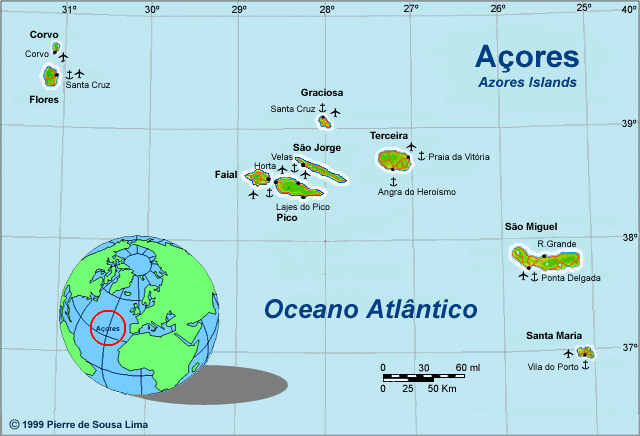 31º
30º
29º
28º
27º
26º
25º
40º
Corvo
Corvo
Santa Cruz
Flores
Açores
Azores Islands
Graciosa
Santa Cruz
39º
Terceira
Praia da Vitória
Angra do Heroísmo
São Jorge
Velas
Horta
Faial
Lajes do Pico
Pico
38º
São Miguel
R.Grande
Ponta Delgada
Oceano Atlântico
Açores
Santa Maria
Vila do Porto
37º
0 30 60 ml
0 25 50 Km
© 1999 Pierre de Sousa Lima